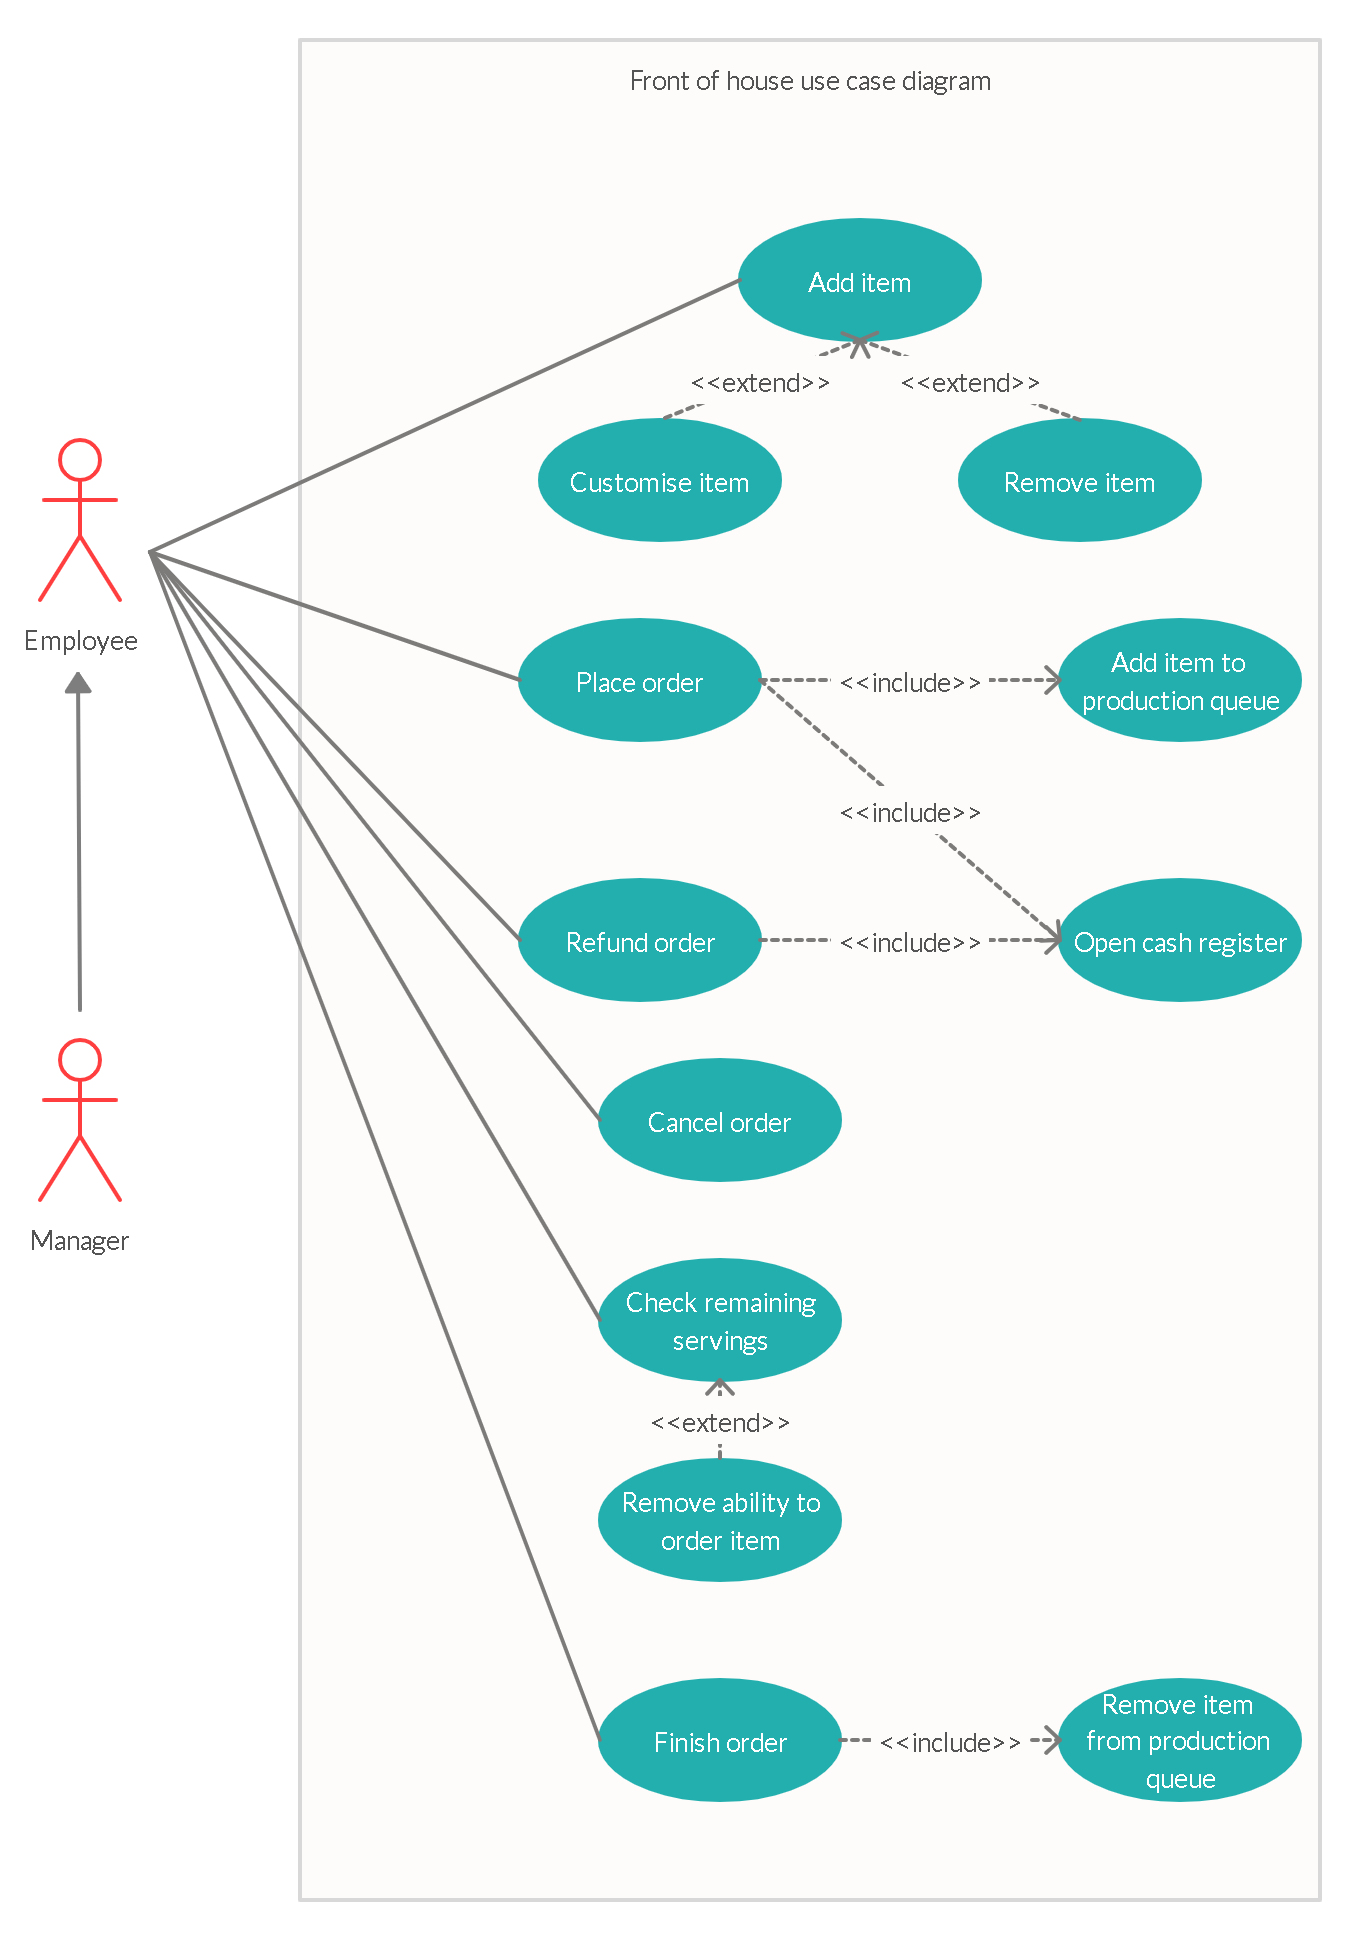 Front of house use case diagram
Add item
<<extend>>
<<extend>>
Customise item
Remove item
Employee
Place order
<<include>>
Add item to
production queue
<<include>>
Refund order
<<include>>
Open cash register
Cancel order
Manager
Check remaining
servings
<<extend>>
Remove ability to
order item
Finish order
<<include>>
Remove item
from production
queue